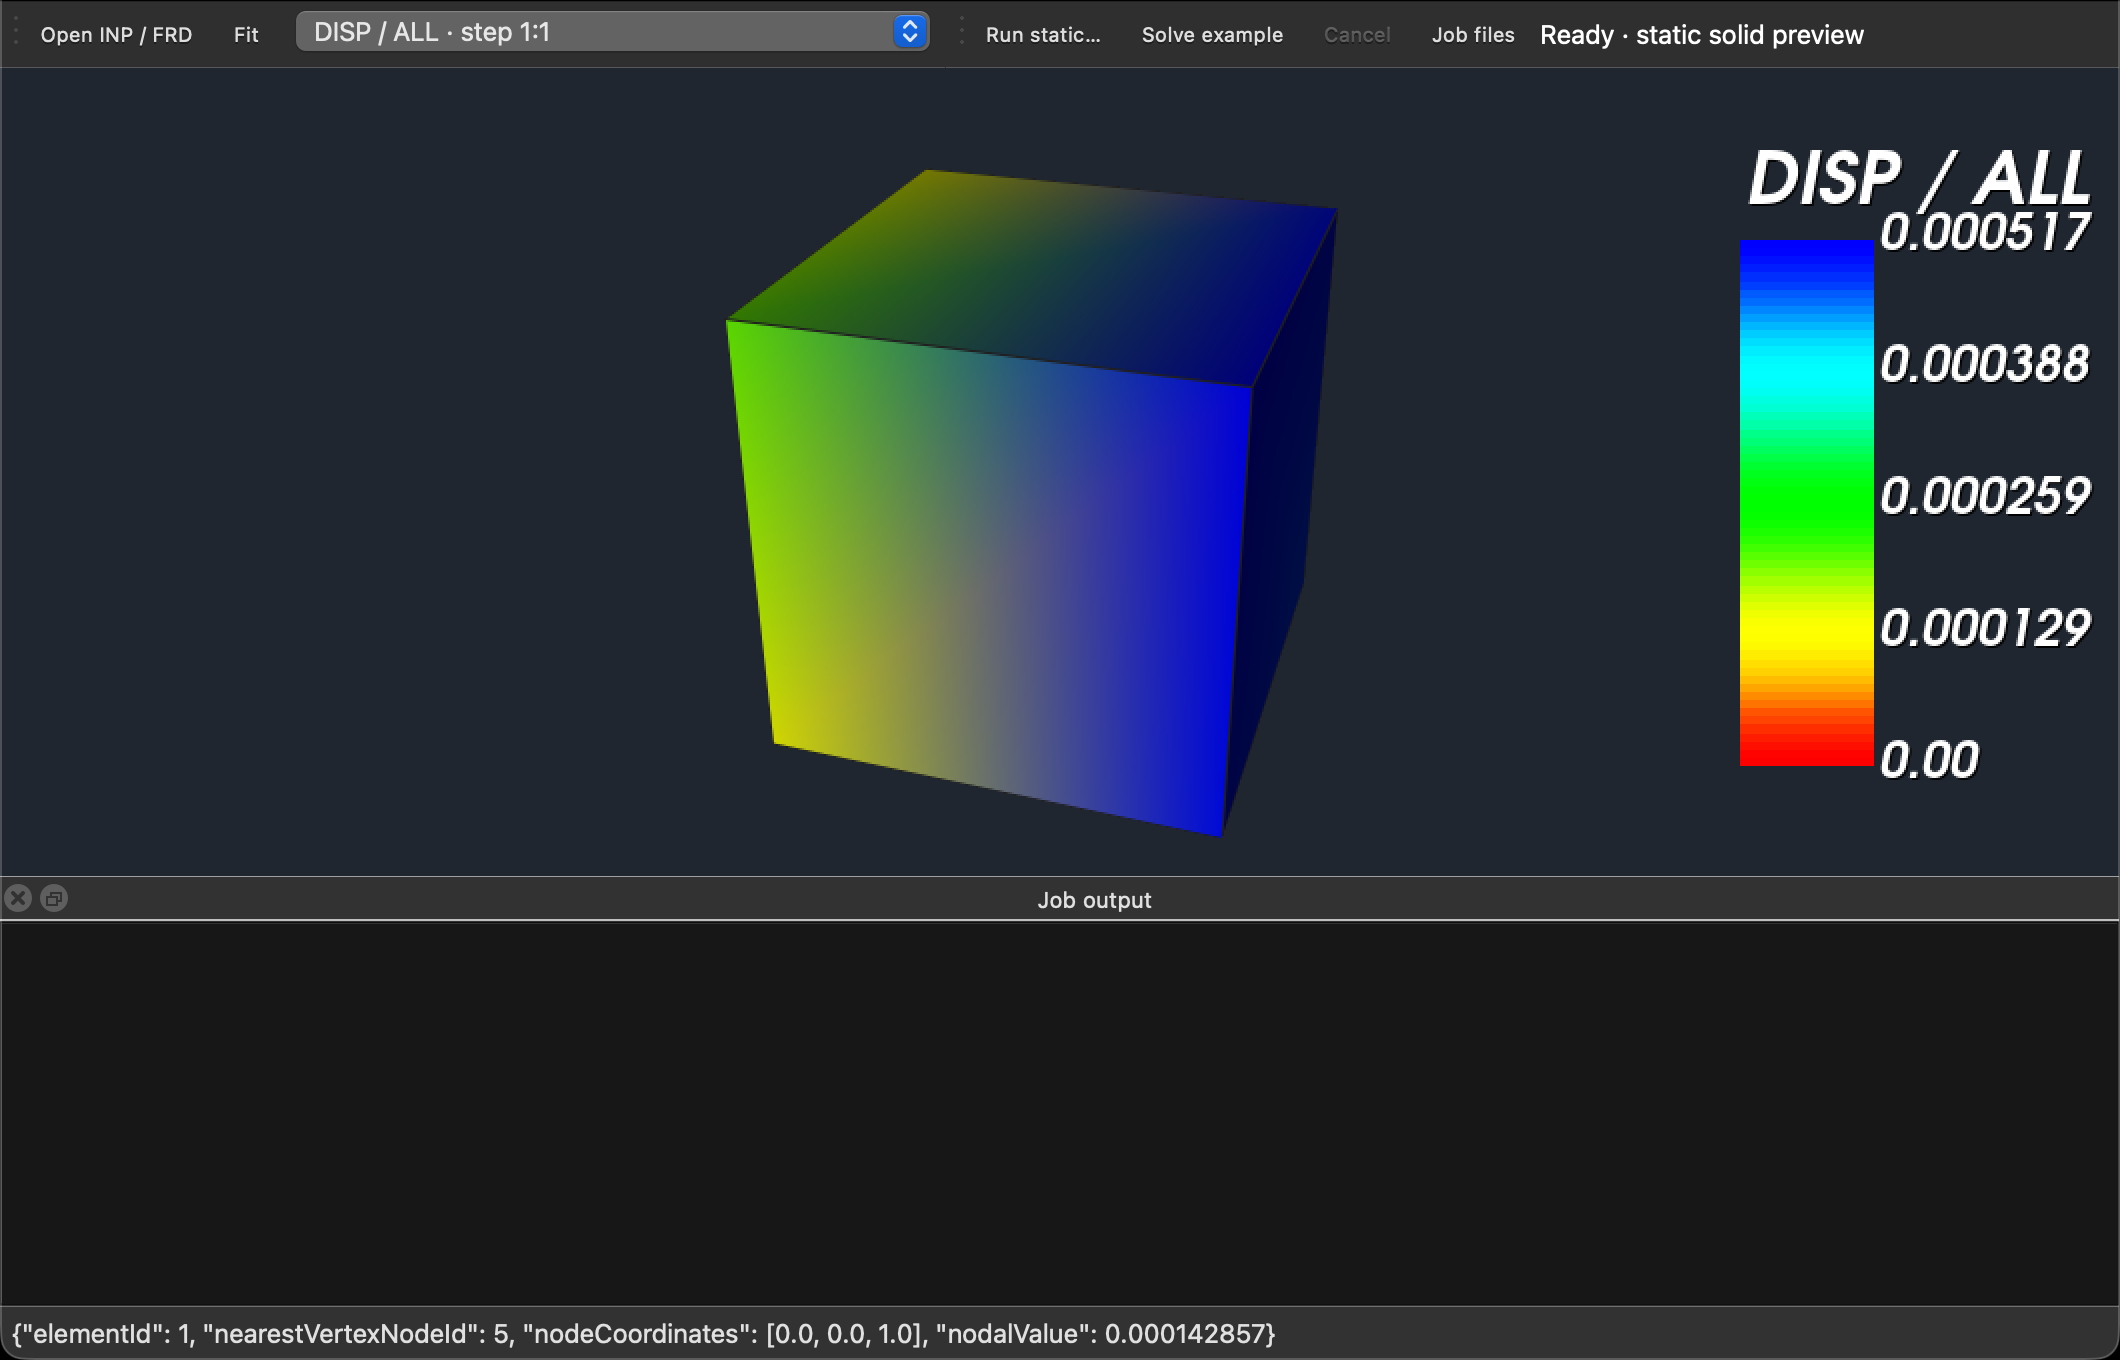 Open INP / FRD Fit DISP / ALL · step 1:1 Run static... Solve example Cancel Job files Ready · static solid preview
DISP / ALL
0.000517
0.000388
0.000259
0.000129
0.00
Job output
{"elementId": 1, "nearestVertexNodeId": 5, "nodeCoordinates": [0.0, 0.0, 1.0], "nodalValue": 0.000142857}